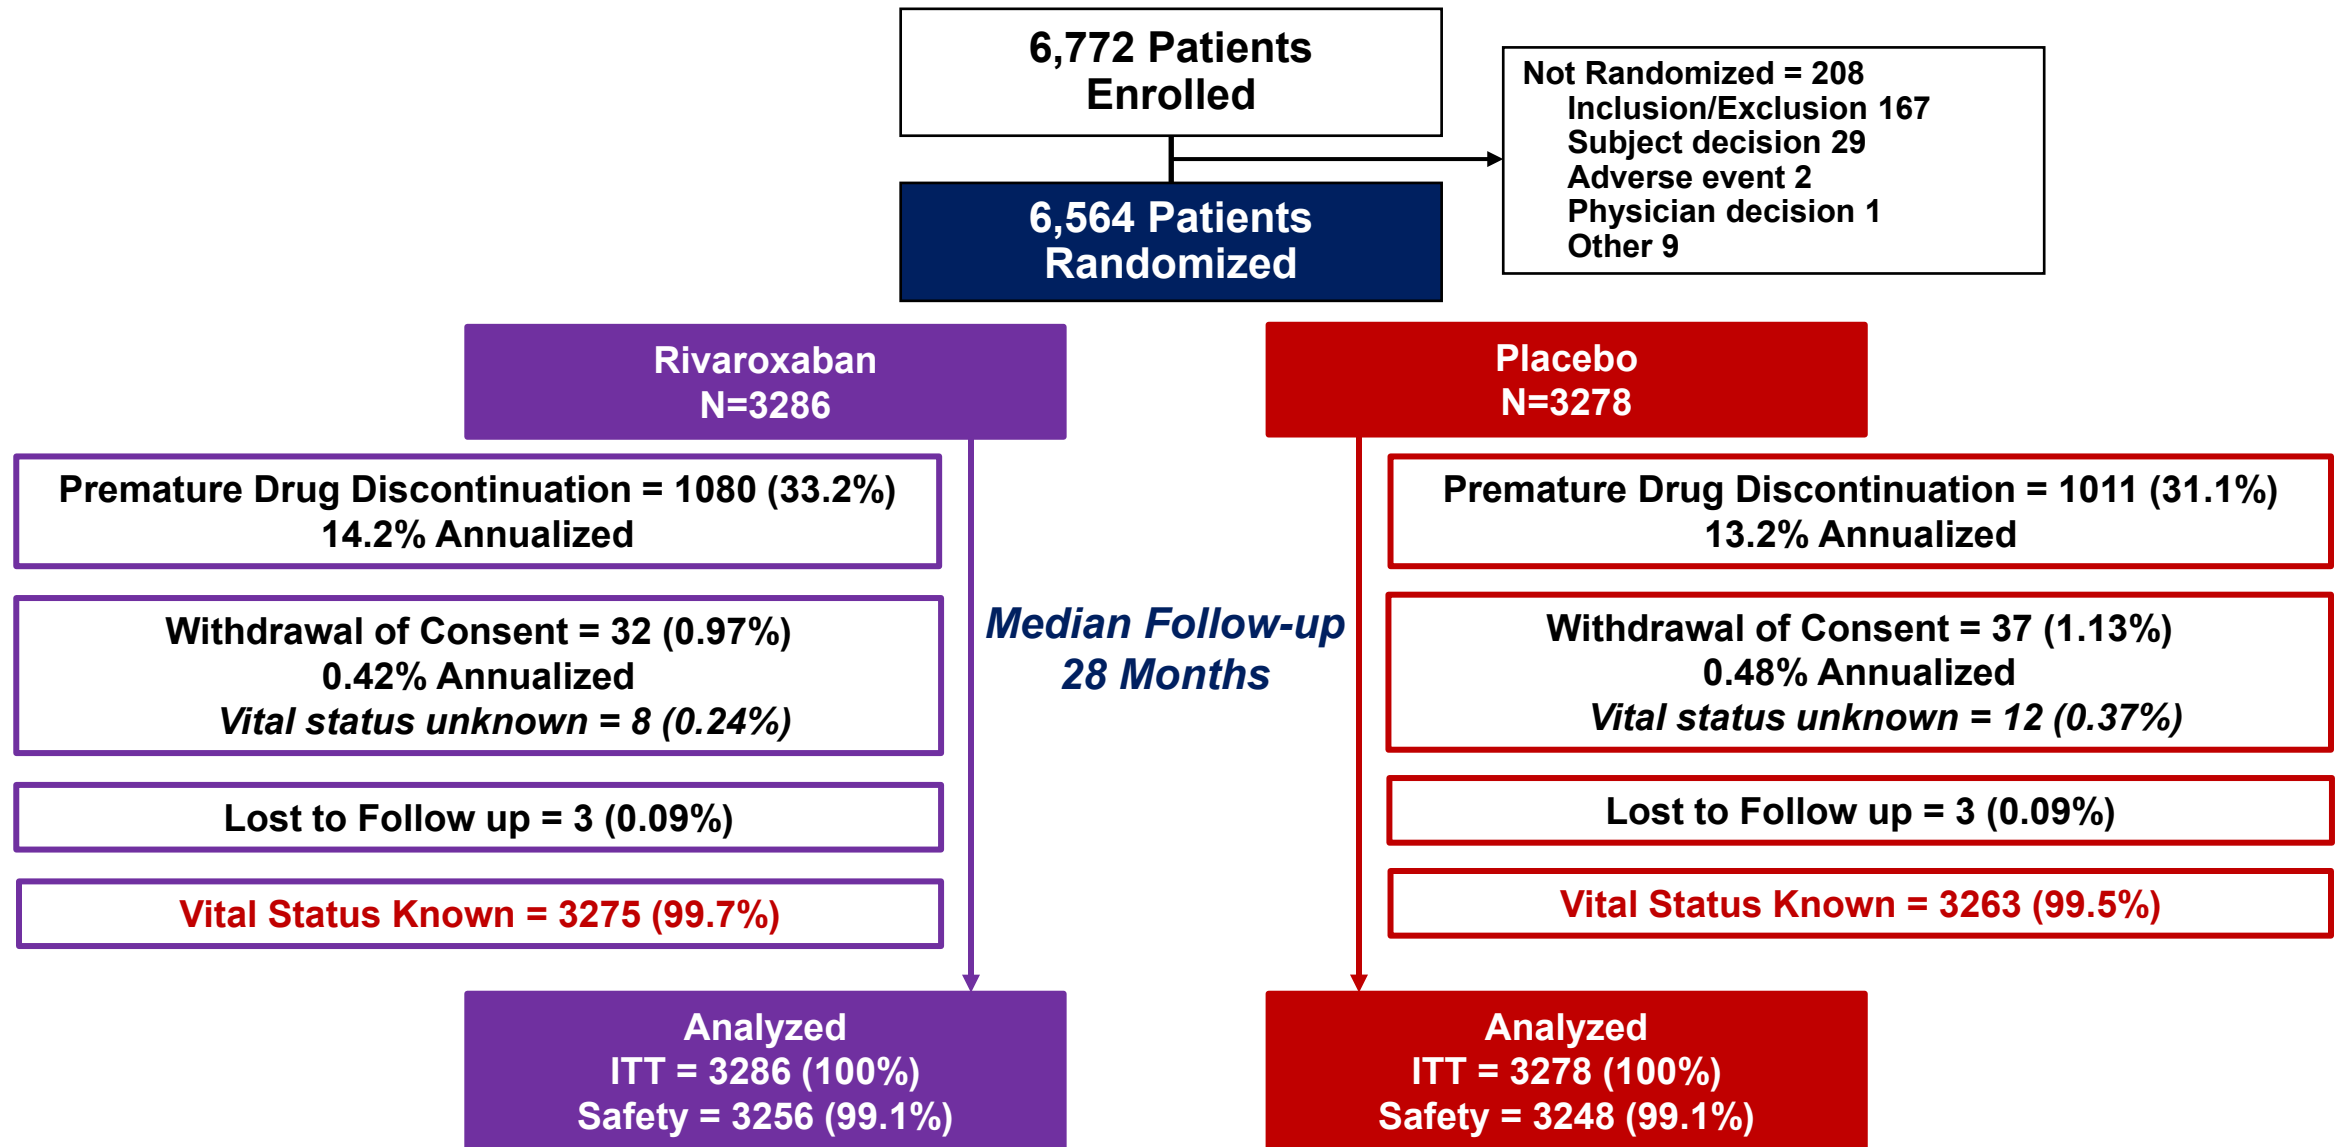 6,772 Patients
Enrolled
Not Randomized = 208
Inclusion/Exclusion 167
Subject decision 29
Adverse event 2
Physician decision 1
Other 9
6,564 Patients
Randomized
Rivaroxaban
N=3286
Placebo
N=3278
Premature Drug Discontinuation = 1080 (33.2%)
14.2% Annualized
Premature Drug Discontinuation = 1011 (31.1%)
13.2% Annualized
Withdrawal of Consent = 32 (0.97%)
0.42% Annualized
Vital status unknown = 8 (0.24%)
Median Follow-up
28 Months
Withdrawal of Consent = 37 (1.13%)
0.48% Annualized
Vital status unknown = 12 (0.37%)
Lost to Follow up = 3 (0.09%)
Lost to Follow up = 3 (0.09%)
Vital Status Known = 3275 (99.7%)
Vital Status Known = 3263 (99.5%)
Analyzed
ITT = 3286 (100%)
Safety = 3256 (99.1%)
Analyzed
ITT = 3278 (100%)
Safety = 3248 (99.1%)